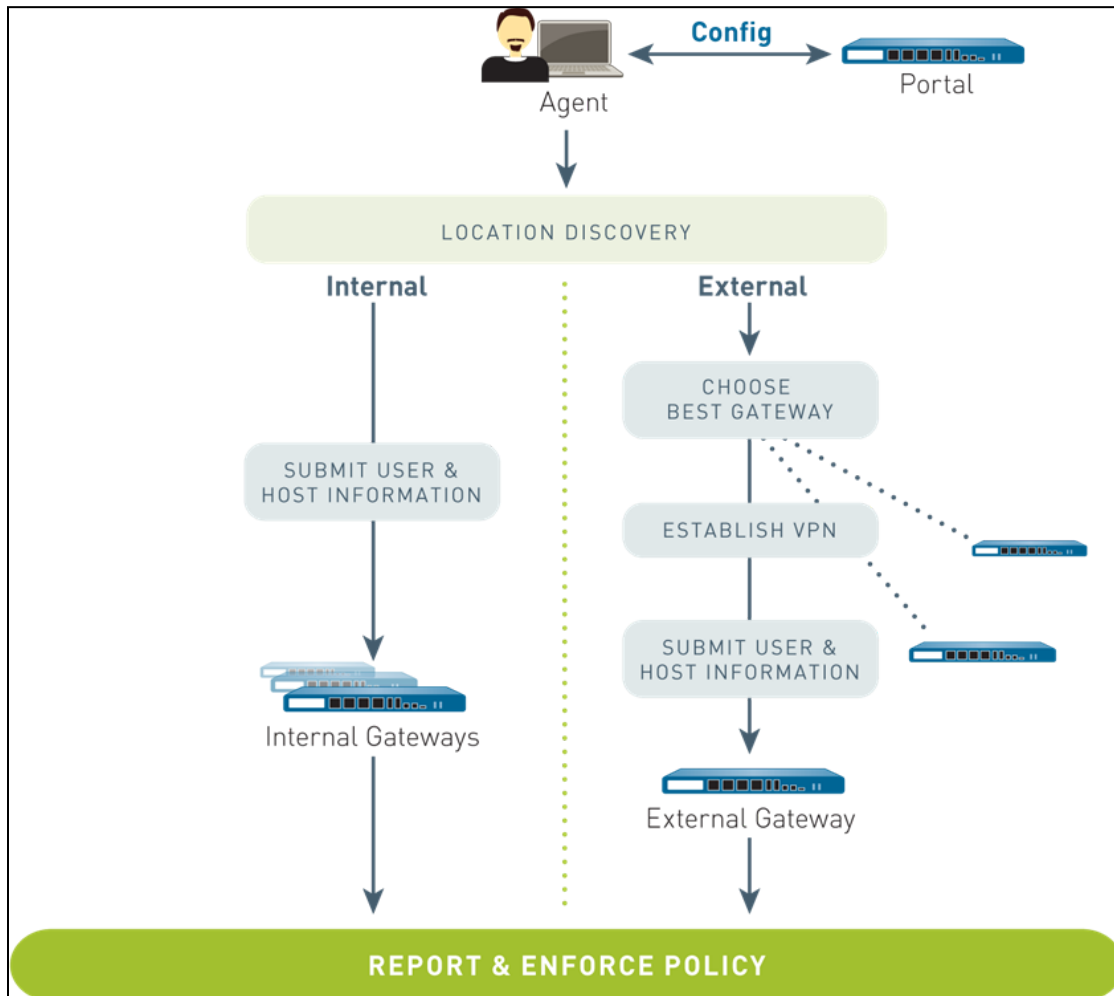 Config
Agent
Portal
LOCATION DISCOVERY
Internal
External
CHOOSE
BEST GATEWAY
SUBMIT USER &
HOST INFORMATION
ESTABLISH VPN
SUBMIT USER &
HOST INFORMATION
Internal Gateways
External Gateway
REPORT & ENFORCE POLICY